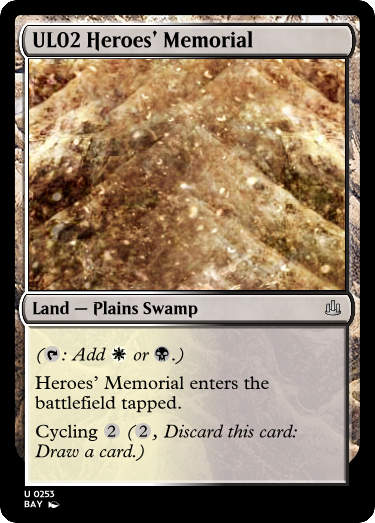 UL02 Heroes' Memorial
Land — Plains Swamp
(: Add or .)
Heroes' Memorial enters the
battlefield tapped.
Cycling 2 (2, Discard this card:
Draw a card.)
U 0253
BAY